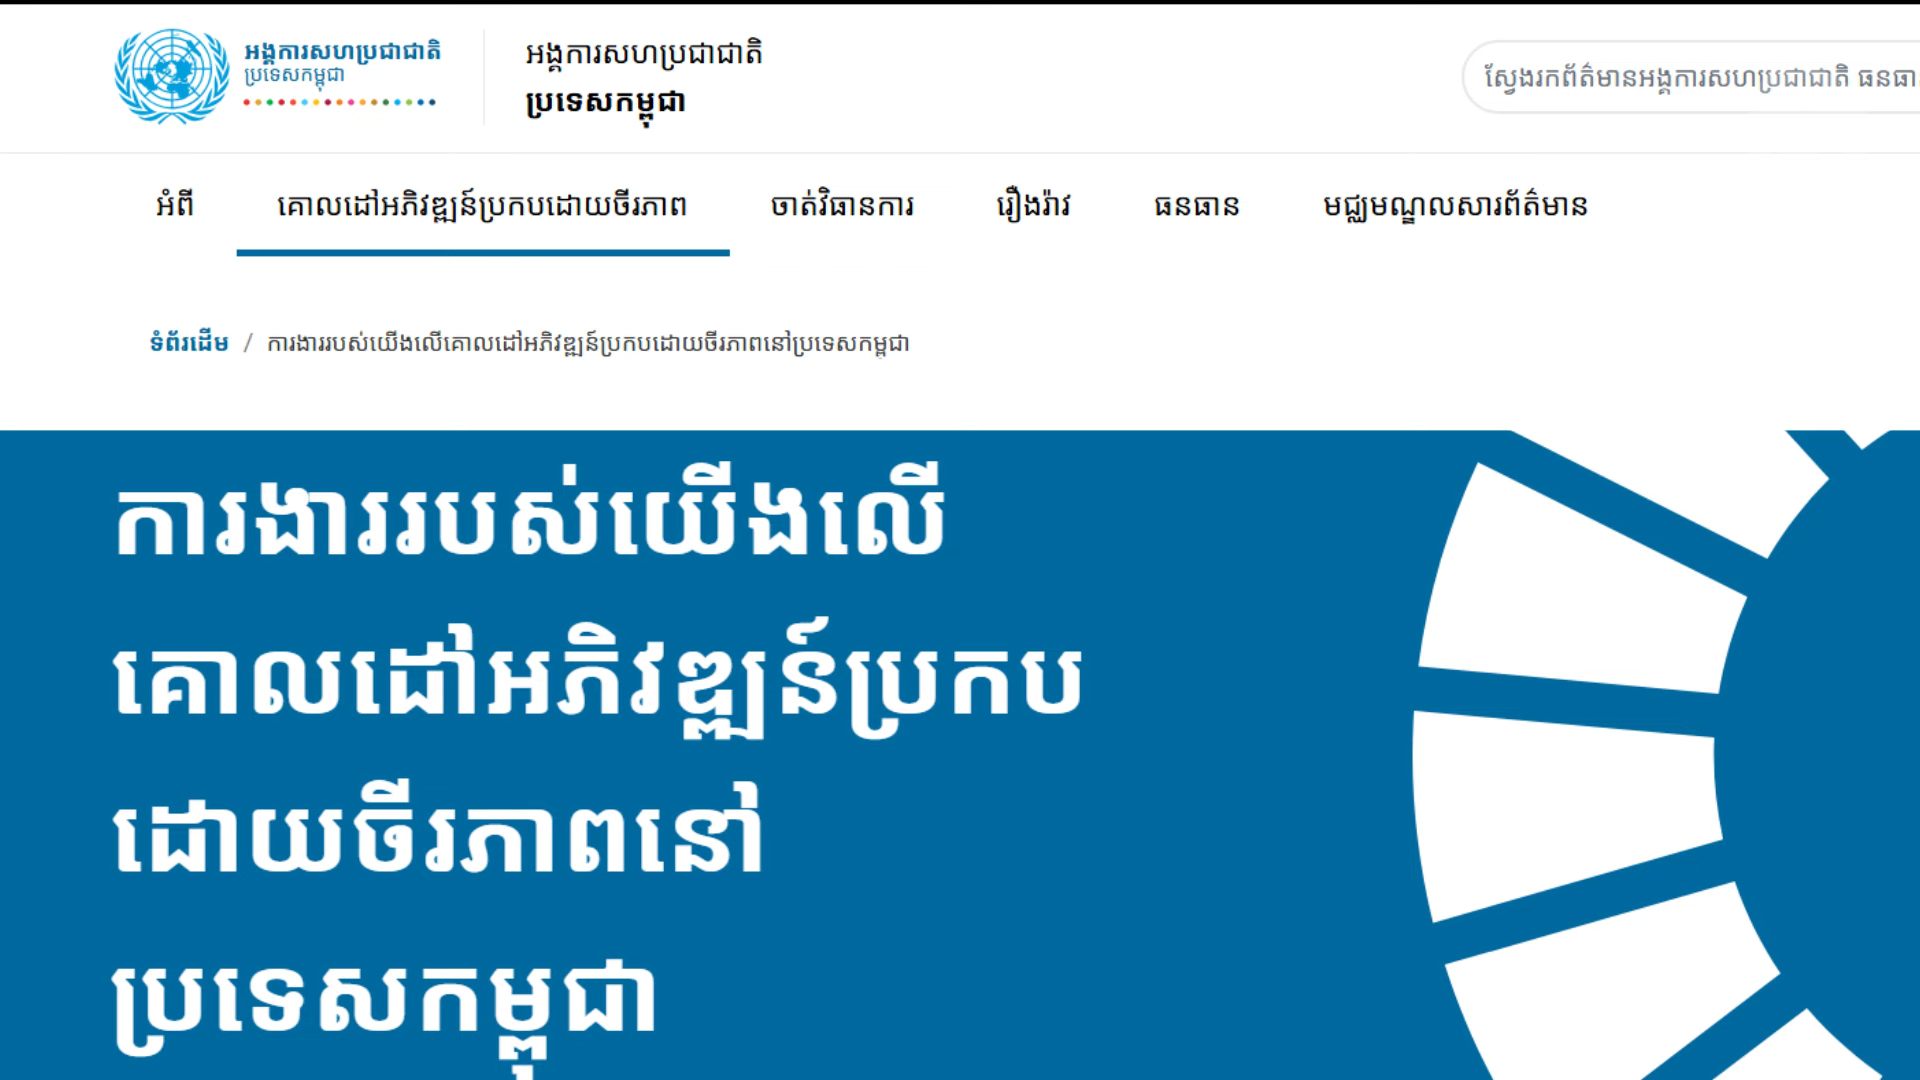 អង្គការសហប្រជាជាតិ
ប្រទេសកម្ពុជា
អង្គការសហប្រជាជាតិ
ប្រទេសកម្ពុជា
ស្វែងរកព័ត៌មានអង្គការសហប្រជាជាតិ ធនធាន
អំពី គោលដៅអភិវឌ្ឍន៍ប្រកបដោយចីរភាព ចាត់វិធានការ រឿងរ៉ាវ ធនធាន មជ្ឈមណ្ឌលសារព័ត៌មាន
ទំព័រដើម / ការងាររបស់យើងលើគោលដៅអភិវឌ្ឍន៍ប្រកបដោយចីរភាពនៅប្រទេសកម្ពុជា
ការងាររបស់យើងលើ
គោលដៅអភិវឌ្ឍន៍ប្រកប
ដោយចីរភាពនៅ
ប្រទេសកម្ពុជា